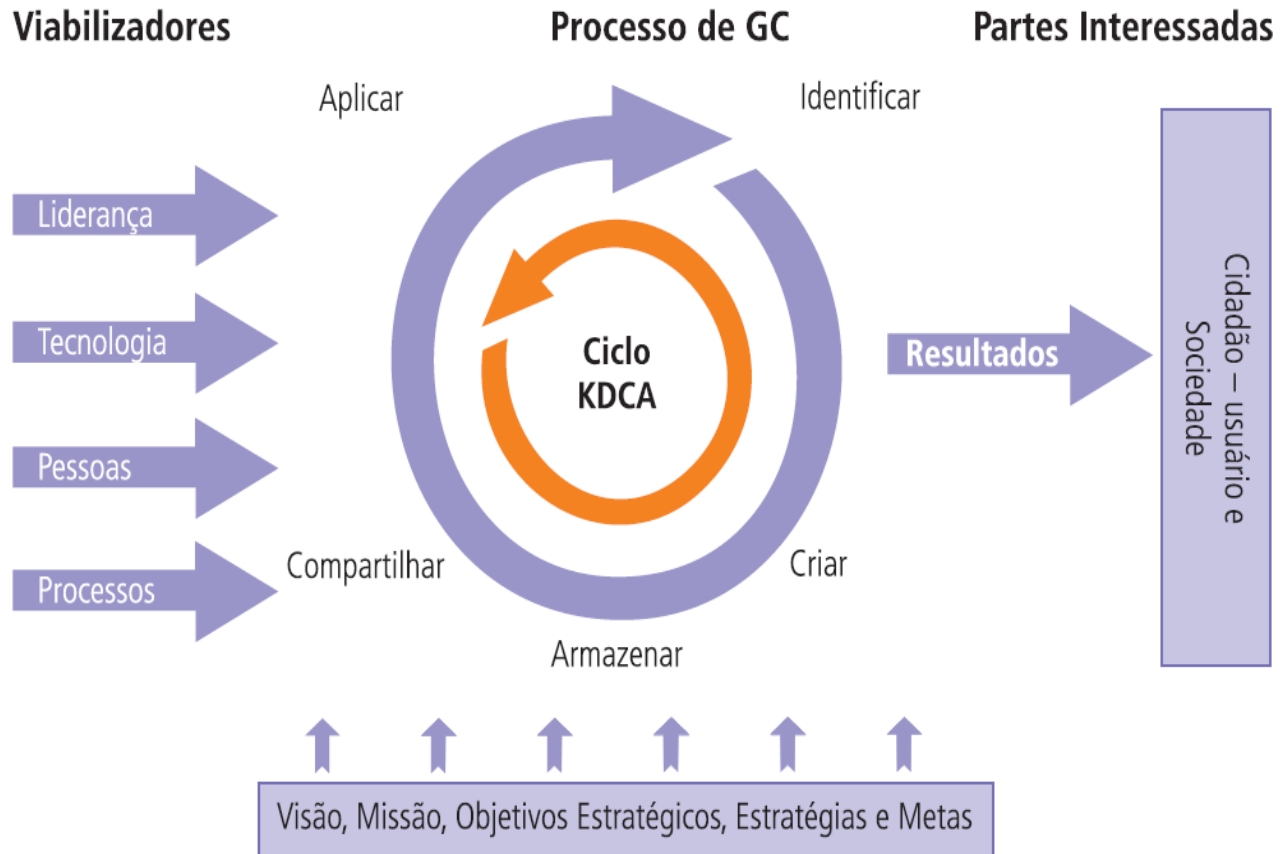 Viabilizadores
Processo de GC
Partes Interessadas
Aplicar
Identificar
Liderança
Tecnologia
Pessoas
Processos
Ciclo
KDCA
Compartilhar
Criar
Armazenar
Resultados
Cidadão – usuário e
Sociedade
Visão, Missão, Objetivos Estratégicos, Estratégias e Metas